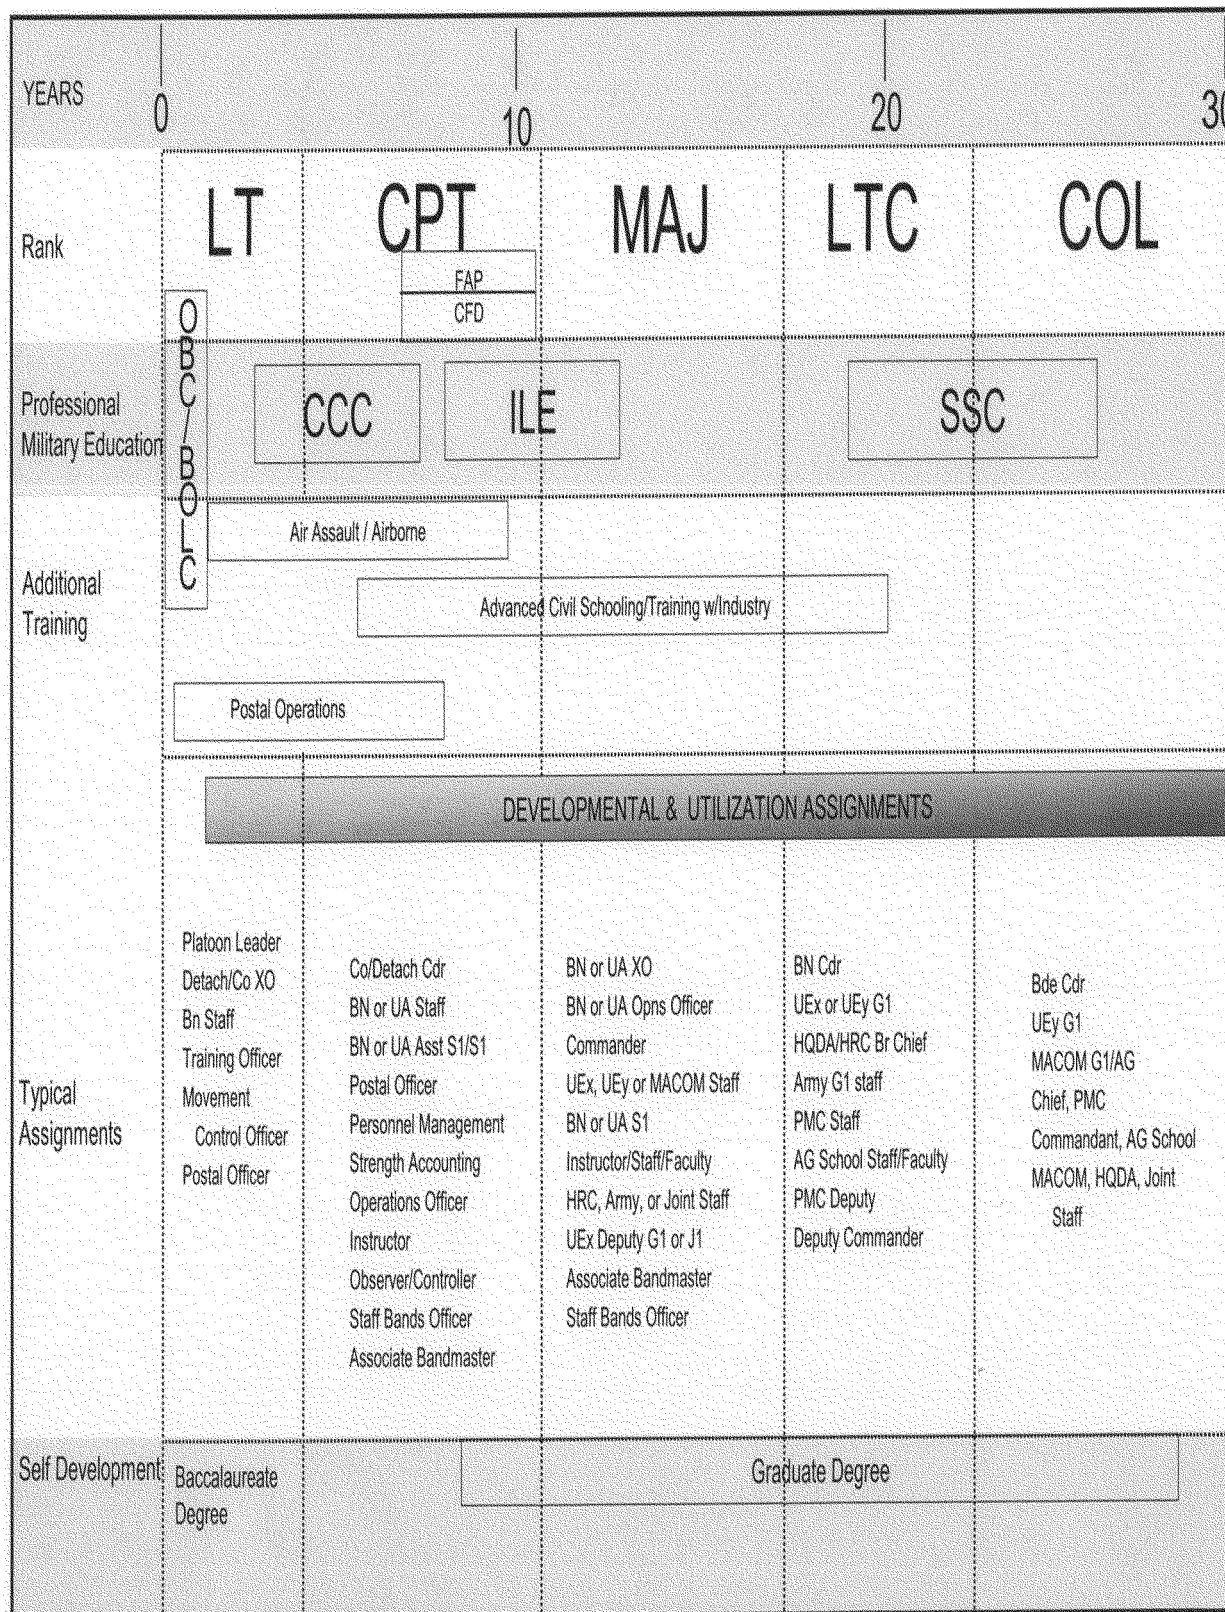 YEARS
0
10
20
30
Rank
LT
CPT
MAJ
LTC
COL
FAP
CFD
OBC/BOLC
Professional
Military Education
CCC
ILE
SSC
Additional
Training
Air Assault / Airborne
Advanced Civil Schooling/Training w/Industry
Postal Operations
DEVELOPMENTAL & UTILIZATION ASSIGNMENTS
Typical
Assignments
Platoon Leader
Detach/Co XO
Bn Staff
Training Officer
Movement
Control Officer
Postal Officer
Co/Detach Cdr
BN or UA Staff
BN or UA Asst S1/S1
Postal Officer
Personnel Management
Strength Accounting
Operations Officer
Instructor
Observer/Controller
Staff Bands Officer
Associate Bandmaster
BN or UA XO
BN or UA Opns Officer
Commander
UEx, UEy or MACOM Staff
BN or UA S1
Instructor/Staff/Faculty
HRC, Army, or Joint Staff
UEx Deputy G1 or J1
Associate Bandmaster
Staff Bands Officer
BN Cdr
UEx or UEy G1
HQDA/HRC Br Chief
Army G1 staff
PMC Staff
AG School Staff/Faculty
PMC Deputy
Deputy Commander
Bde Cdr
UEy G1
MACOM G1/AG
Chief, PMC
Commandant, AG School
MACOM, HQDA, Joint
Staff
Self Development
Baccalaureate
Degree
Graduate Degree